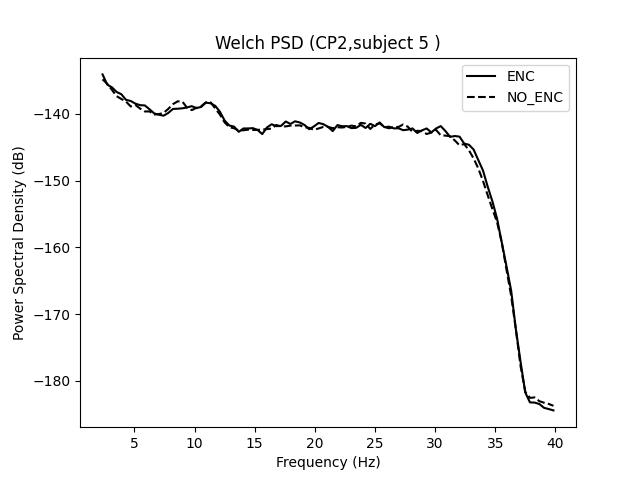 Welch PSD (CP2,subject 5 )
ENC
NO_ENC
Power Spectral Density (dB)
−140
−150
−160
−170
−180
5 10 15 20 25 30 35 40
Frequency (Hz)